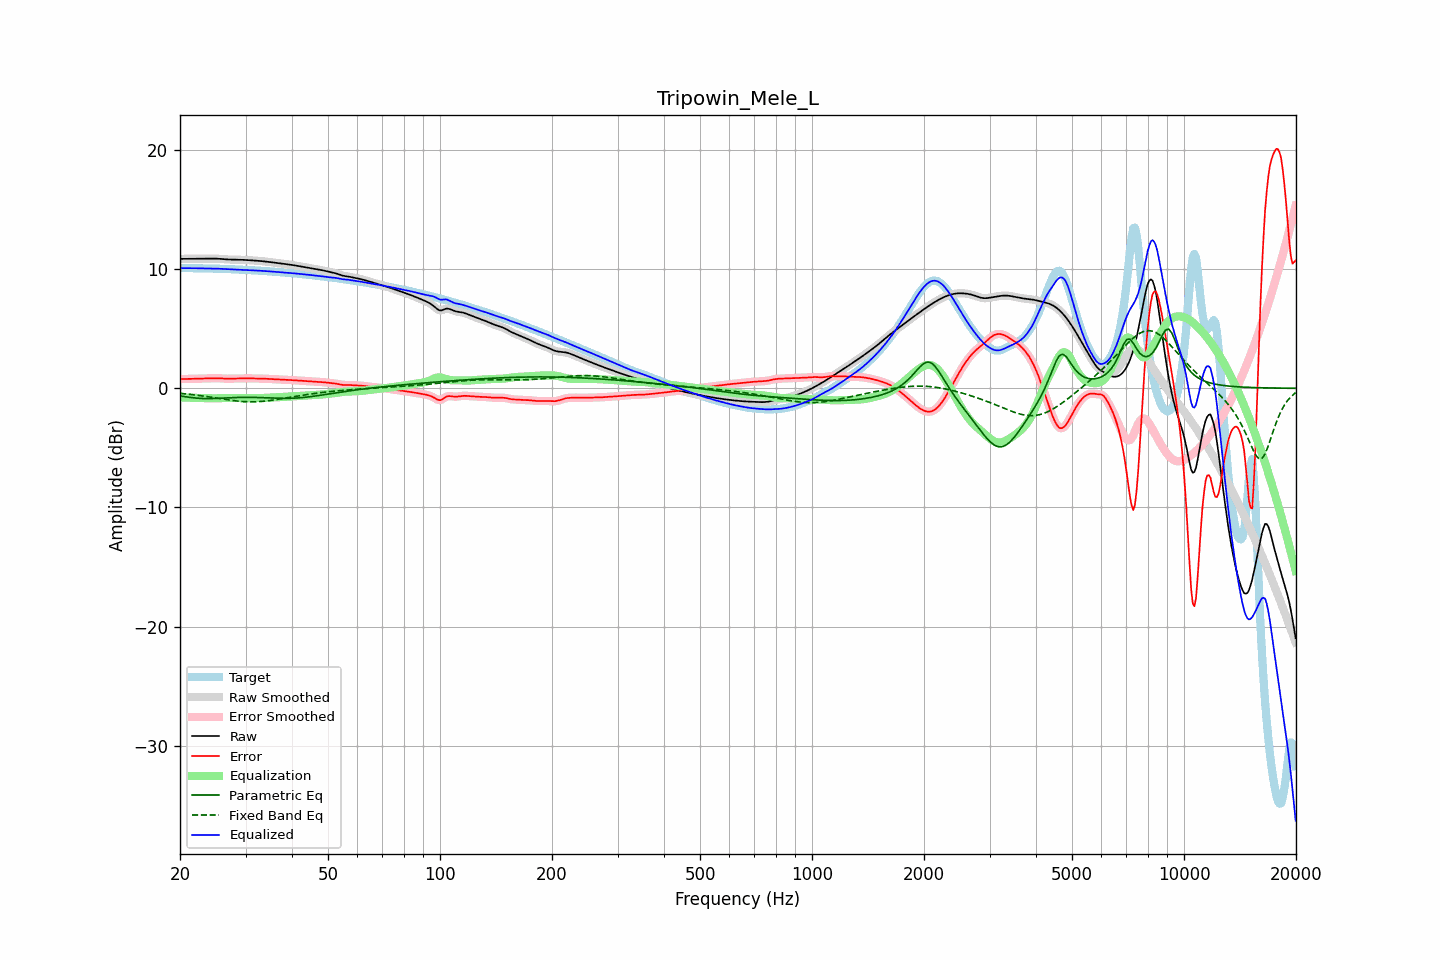 Tripowin_Mele_L
20
10
0
−10
−20
−30
Amplitude (dBr)
Target
Raw Smoothed
Error Smoothed
Raw
Error
Equalization
Parametric Eq
Fixed Band Eq
Equalized
20 50 100 200 500 1000 2000 5000 10000 20000
Frequency (Hz)